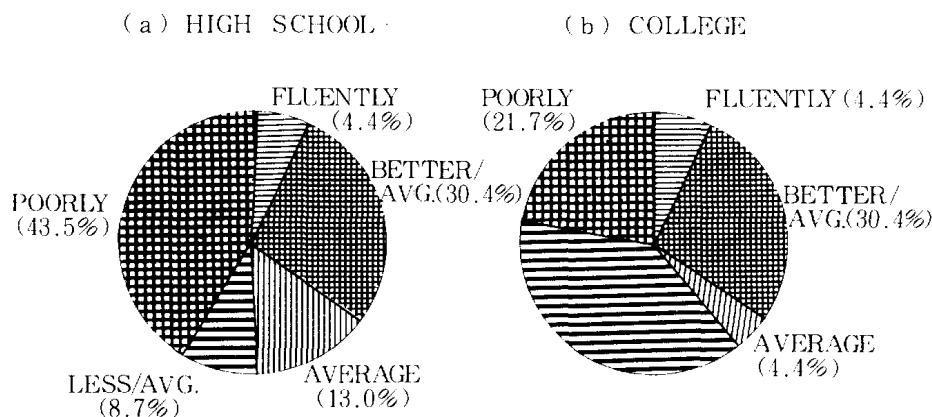 (a) HIGH SCHOOL
FLUENTLY
(4.4%)
BETTER/
AVG.(30.4%)
POORLY
(43.5%)
LESS/AVG.
(8.7%)
AVERAGE
(13.0%)
(b) COLLEGE
POORLY
(21.7%)
FLUENTLY (4.4%)
BETTER/
AVG.(30.4%)
AVERAGE
(4.4%)